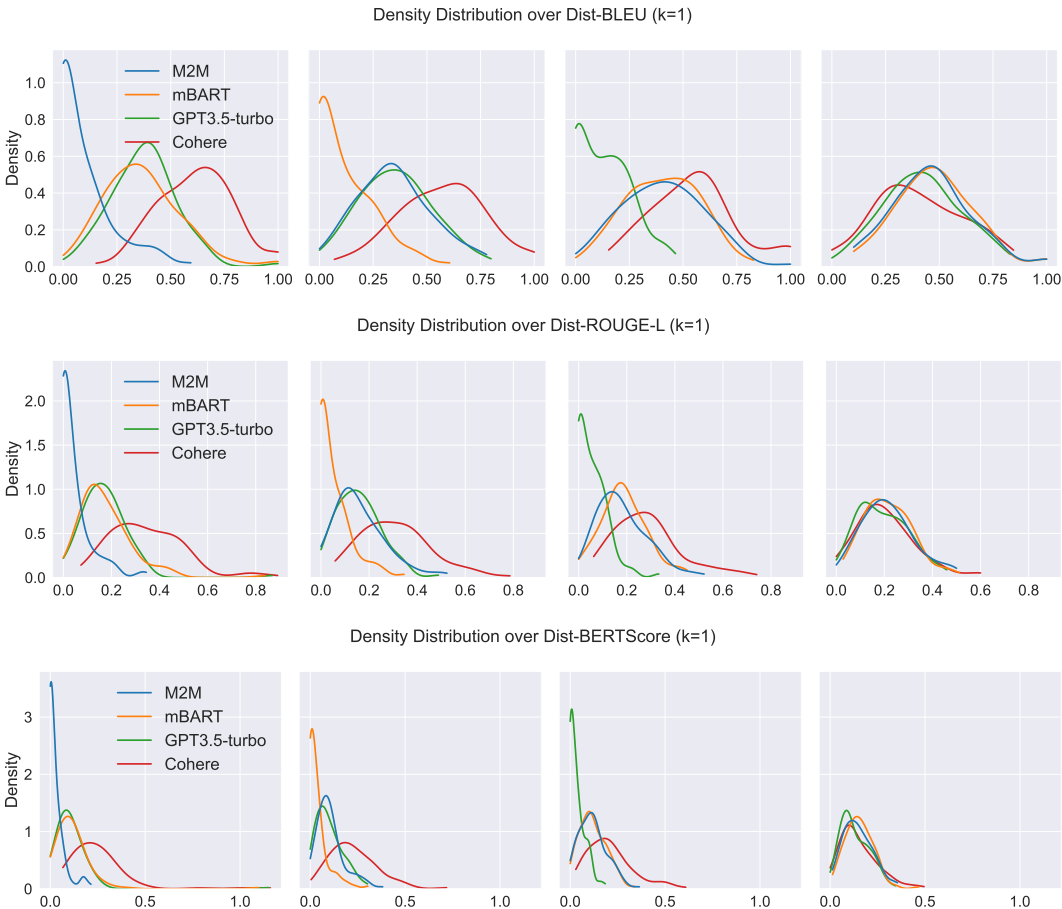 Density Distribution over Dist-BLEU (k=1)
Density
1.0
0.8
0.6
0.4
0.2
0.0
M2M
mBART
GPT3.5-turbo
Cohere
0.00 0.25 0.50 0.75 1.00
0.00 0.25 0.50 0.75 1.00
0.00 0.25 0.50 0.75 1.00
0.00 0.25 0.50 0.75 1.00
Density Distribution over Dist-ROUGE-L (k=1)
Density
2.0
1.5
1.0
0.5
0.0
M2M
mBART
GPT3.5-turbo
Cohere
0.0 0.2 0.4 0.6 0.8
0.0 0.2 0.4 0.6 0.8
0.0 0.2 0.4 0.6 0.8
0.0 0.2 0.4 0.6 0.8
Density Distribution over Dist-BERTScore (k=1)
Density
3
2
1
0
M2M
mBART
GPT3.5-turbo
Cohere
0.0 0.5 1.0
0.0 0.5 1.0
0.0 0.5 1.0
0.0 0.5 1.0